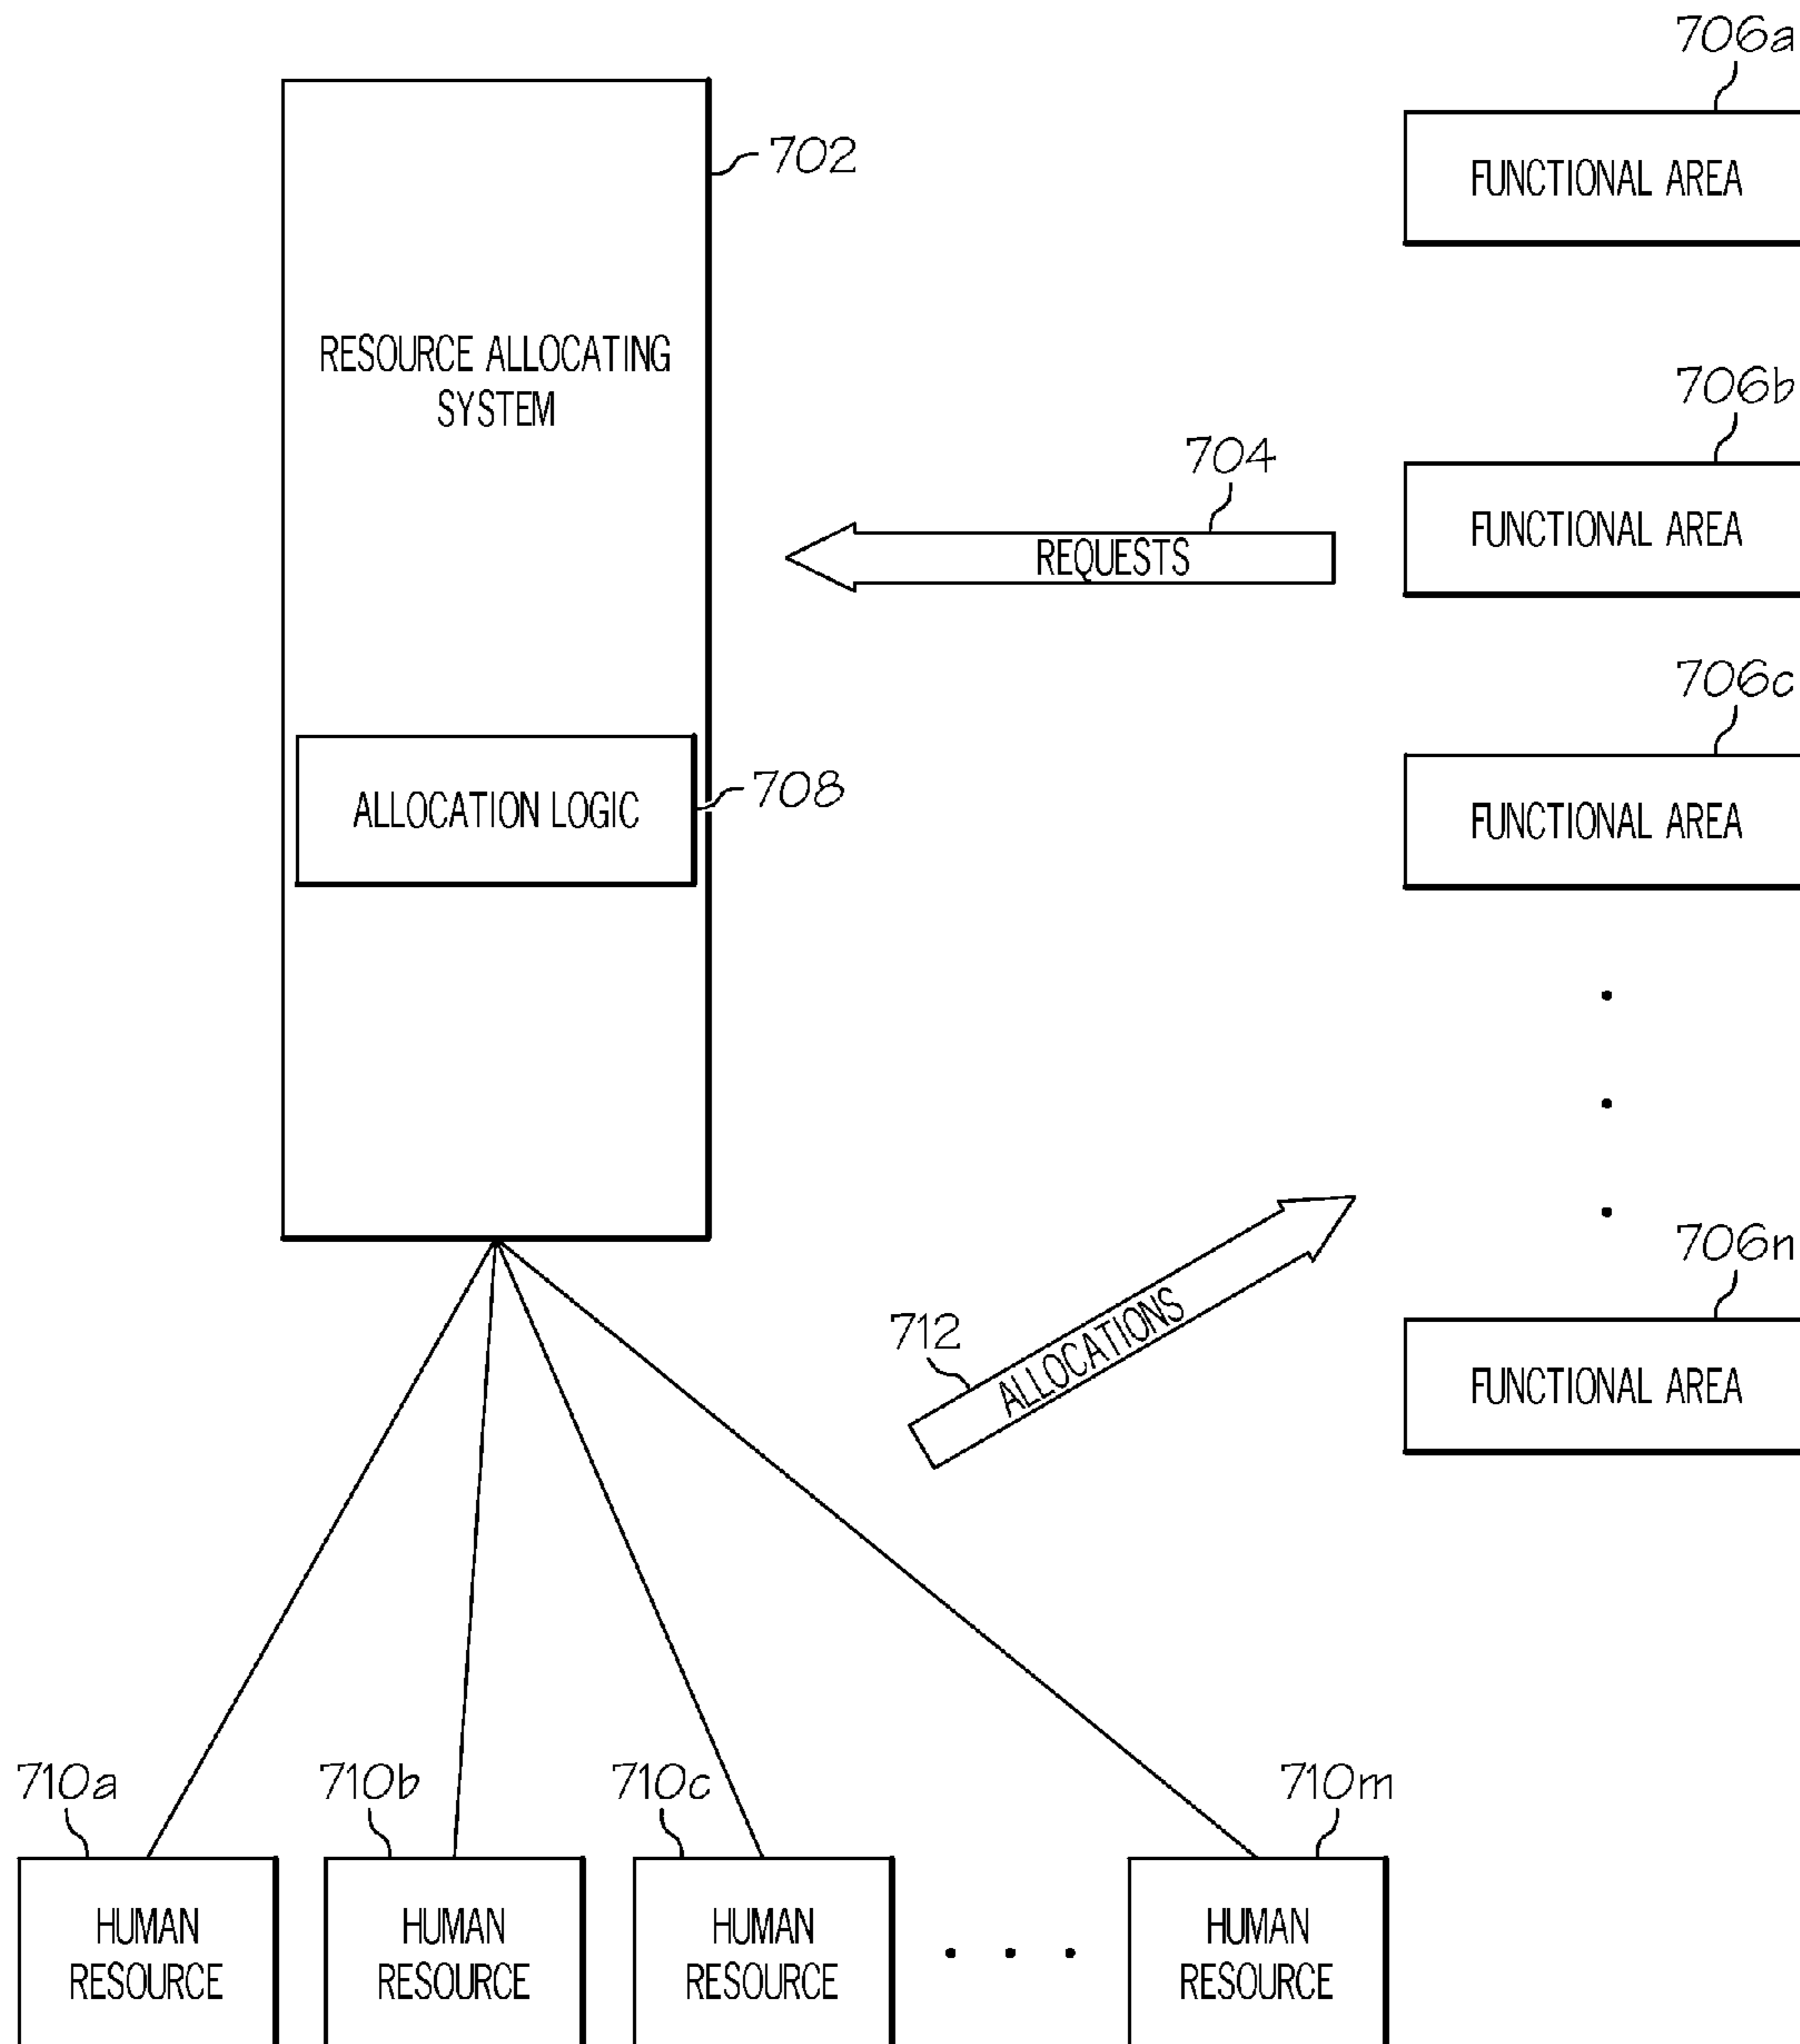 706a
FUNCTIONAL AREA
702
RESOURCE ALLOCATING
SYSTEM
706b
FUNCTIONAL AREA
704
REQUESTS
706c
FUNCTIONAL AREA
708
ALLOCATION LOGIC
706n
FUNCTIONAL AREA
712
ALLOCATIONS
710a
HUMAN
RESOURCE
710b
HUMAN
RESOURCE
710c
HUMAN
RESOURCE
. . .
710m
HUMAN
RESOURCE